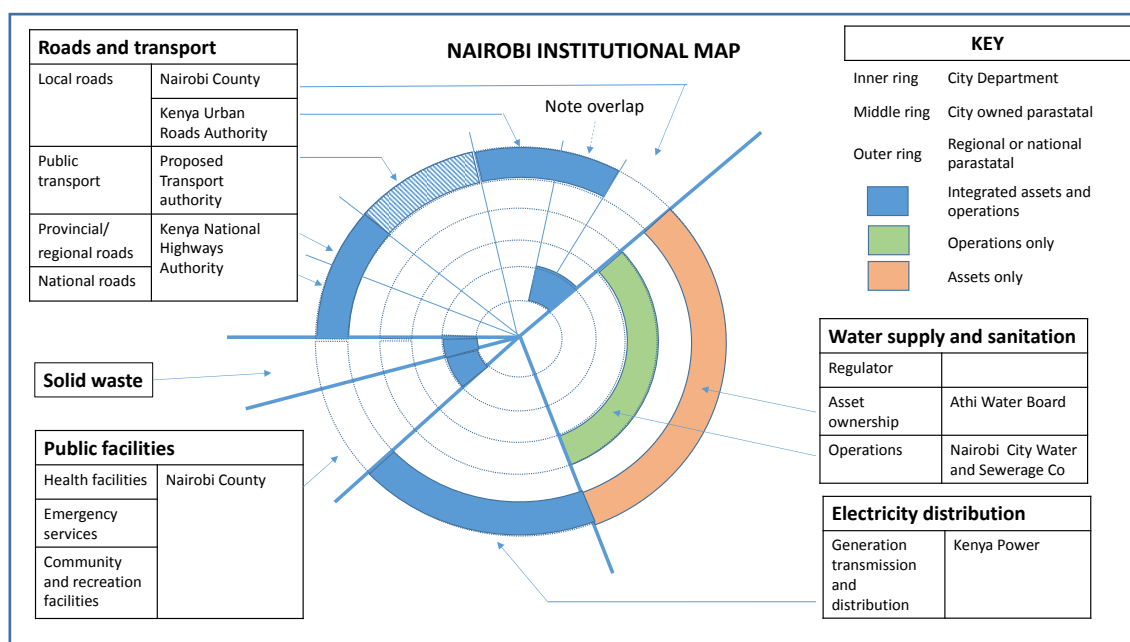 NAIROBI INSTITUTIONAL MAP
Roads and transport
Local roads
Nairobi County
Kenya Urban
Roads Authority
Public
transport
Proposed
Transport
authority
Provincial/
regional roads
Kenya National
Highways
Authority
National roads
Note overlap
KEY
Inner ring
City Department
Middle ring
City owned parastatal
Outer ring
Regional or national
parastatal
Integrated assets and
operations
Operations only
Assets only
Solid waste
Water supply and sanitation
Regulator
Asset
ownership
Athi Water Board
Operations
Nairobi City Water
and Sewerage Co
Public facilities
Health facilities
Nairobi County
Emergency
services
Community
and recreation
facilities
Electricity distribution
Generation
transmission
and
distribution
Kenya Power